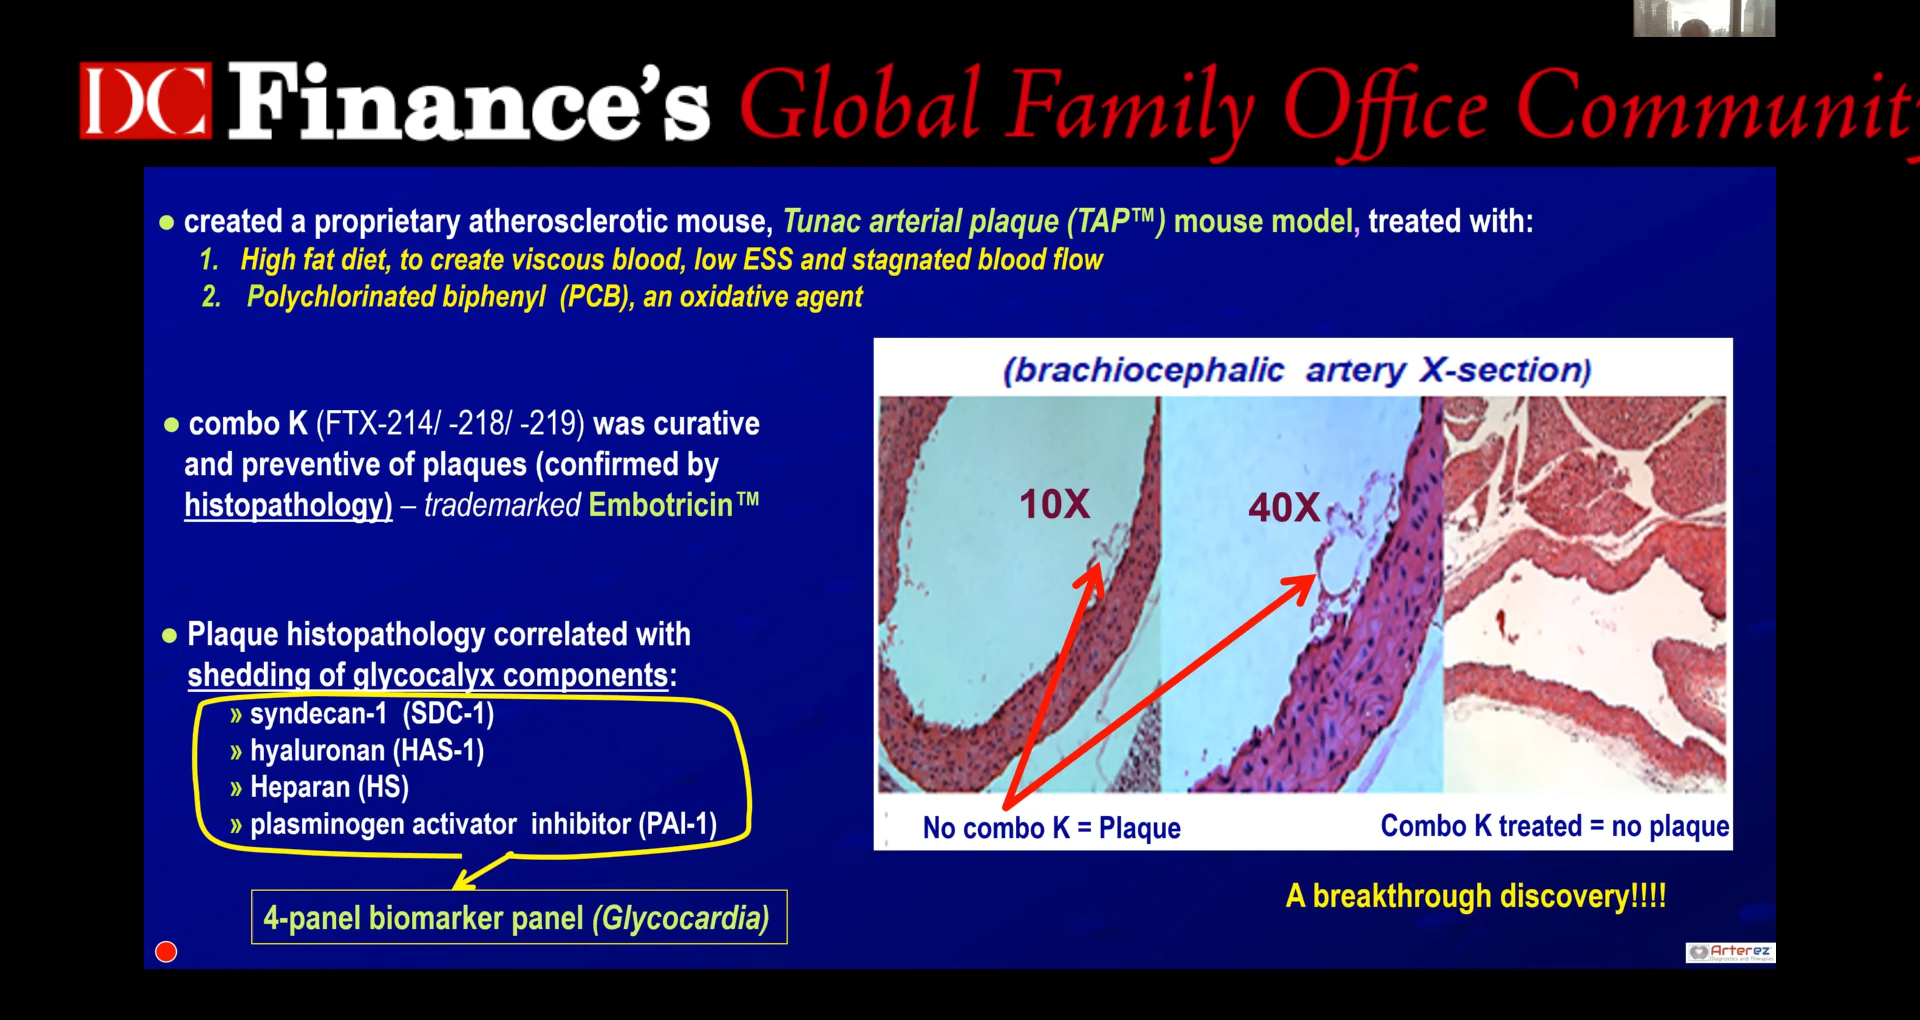 DC Finance's Global Family Office Community
● created a proprietary atherosclerotic mouse, Tunac arterial plaque (TAP™) mouse model, treated with:
1. High fat diet, to create viscous blood, low ESS and stagnated blood flow
2. Polychlorinated biphenyl (PCB), an oxidative agent
● combo K (FTX-214/ -218/ -219) was curative
and preventive of plaques (confirmed by
histopathology) – trademarked Embotricin™
● Plaque histopathology correlated with
shedding of glycocalyx components:
» syndecan-1 (SDC-1)
» hyaluronan (HAS-1)
» Heparan (HS)
» plasminogen activator inhibitor (PAI-1)
4-panel biomarker panel (Glycocardia)
(brachiocephalic artery X-section)
10X
40X
No combo K = Plaque
Combo K treated = no plaque
A breakthrough discovery!!!!
Arterez
Diagnostics and Therapies